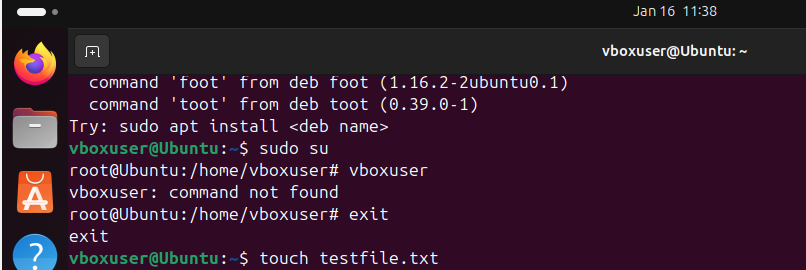 Jan 16 11:38
vboxuser@Ubuntu: ~
command 'foot' from deb foot (1.16.2-2ubuntu0.1)
command 'toot' from deb toot (0.39.0-1)
Try: sudo apt install <deb name>
vboxuser@Ubuntu:~$ sudo su
root@Ubuntu:/home/vboxuser# vboxuser
vboxuser: command not found
root@Ubuntu:/home/vboxuser# exit
exit
vboxuser@Ubuntu:~$ touch testfile.txt